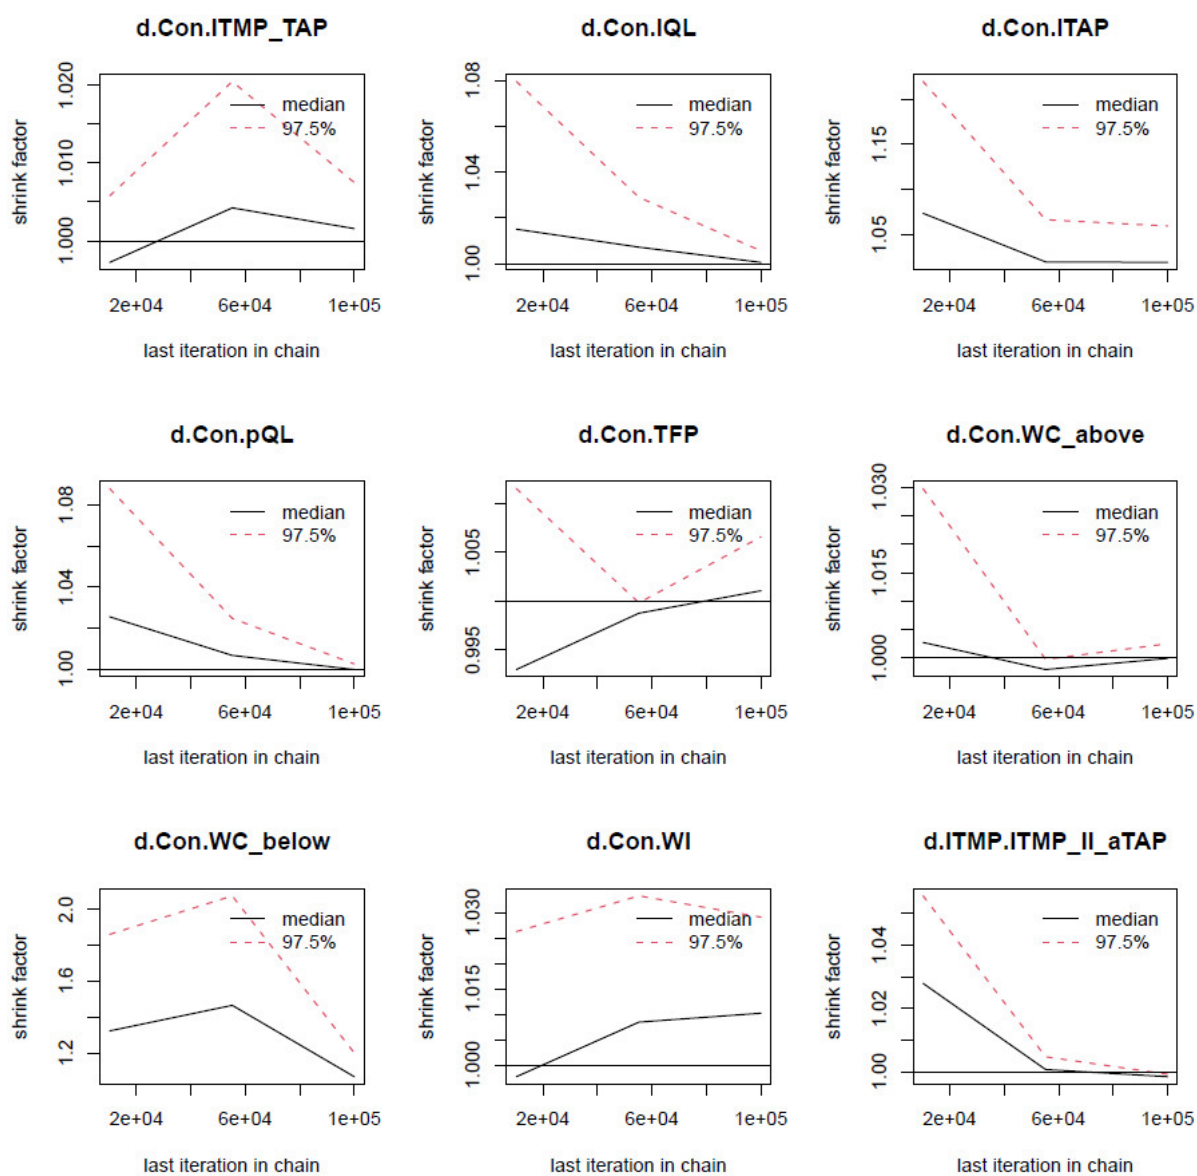 d.Con.ITMP_TAP
shrink factor
1.000
1.010
1.020
median
97.5%
2e+04
6e+04
1e+05
last iteration in chain
d.Con.IQL
shrink factor
1.00
1.04
1.08
median
97.5%
2e+04
6e+04
1e+05
last iteration in chain
d.Con.ITAP
shrink factor
1.05
1.15
median
97.5%
2e+04
6e+04
1e+05
last iteration in chain
d.Con.pQL
shrink factor
1.00
1.04
1.08
median
97.5%
2e+04
6e+04
1e+05
last iteration in chain
d.Con.TFP
shrink factor
0.995
1.005
median
97.5%
2e+04
6e+04
1e+05
last iteration in chain
d.Con.WC_above
shrink factor
1.000
1.015
1.030
median
97.5%
2e+04
6e+04
1e+05
last iteration in chain
d.Con.WC_below
shrink factor
1.2
1.6
2.0
median
97.5%
2e+04
6e+04
1e+05
last iteration in chain
d.Con.WI
shrink factor
1.000
1.015
1.030
median
97.5%
2e+04
6e+04
1e+05
last iteration in chain
d.ITMP.ITMP_II_aTAP
shrink factor
1.00
1.02
1.04
median
97.5%
2e+04
6e+04
1e+05
last iteration in chain